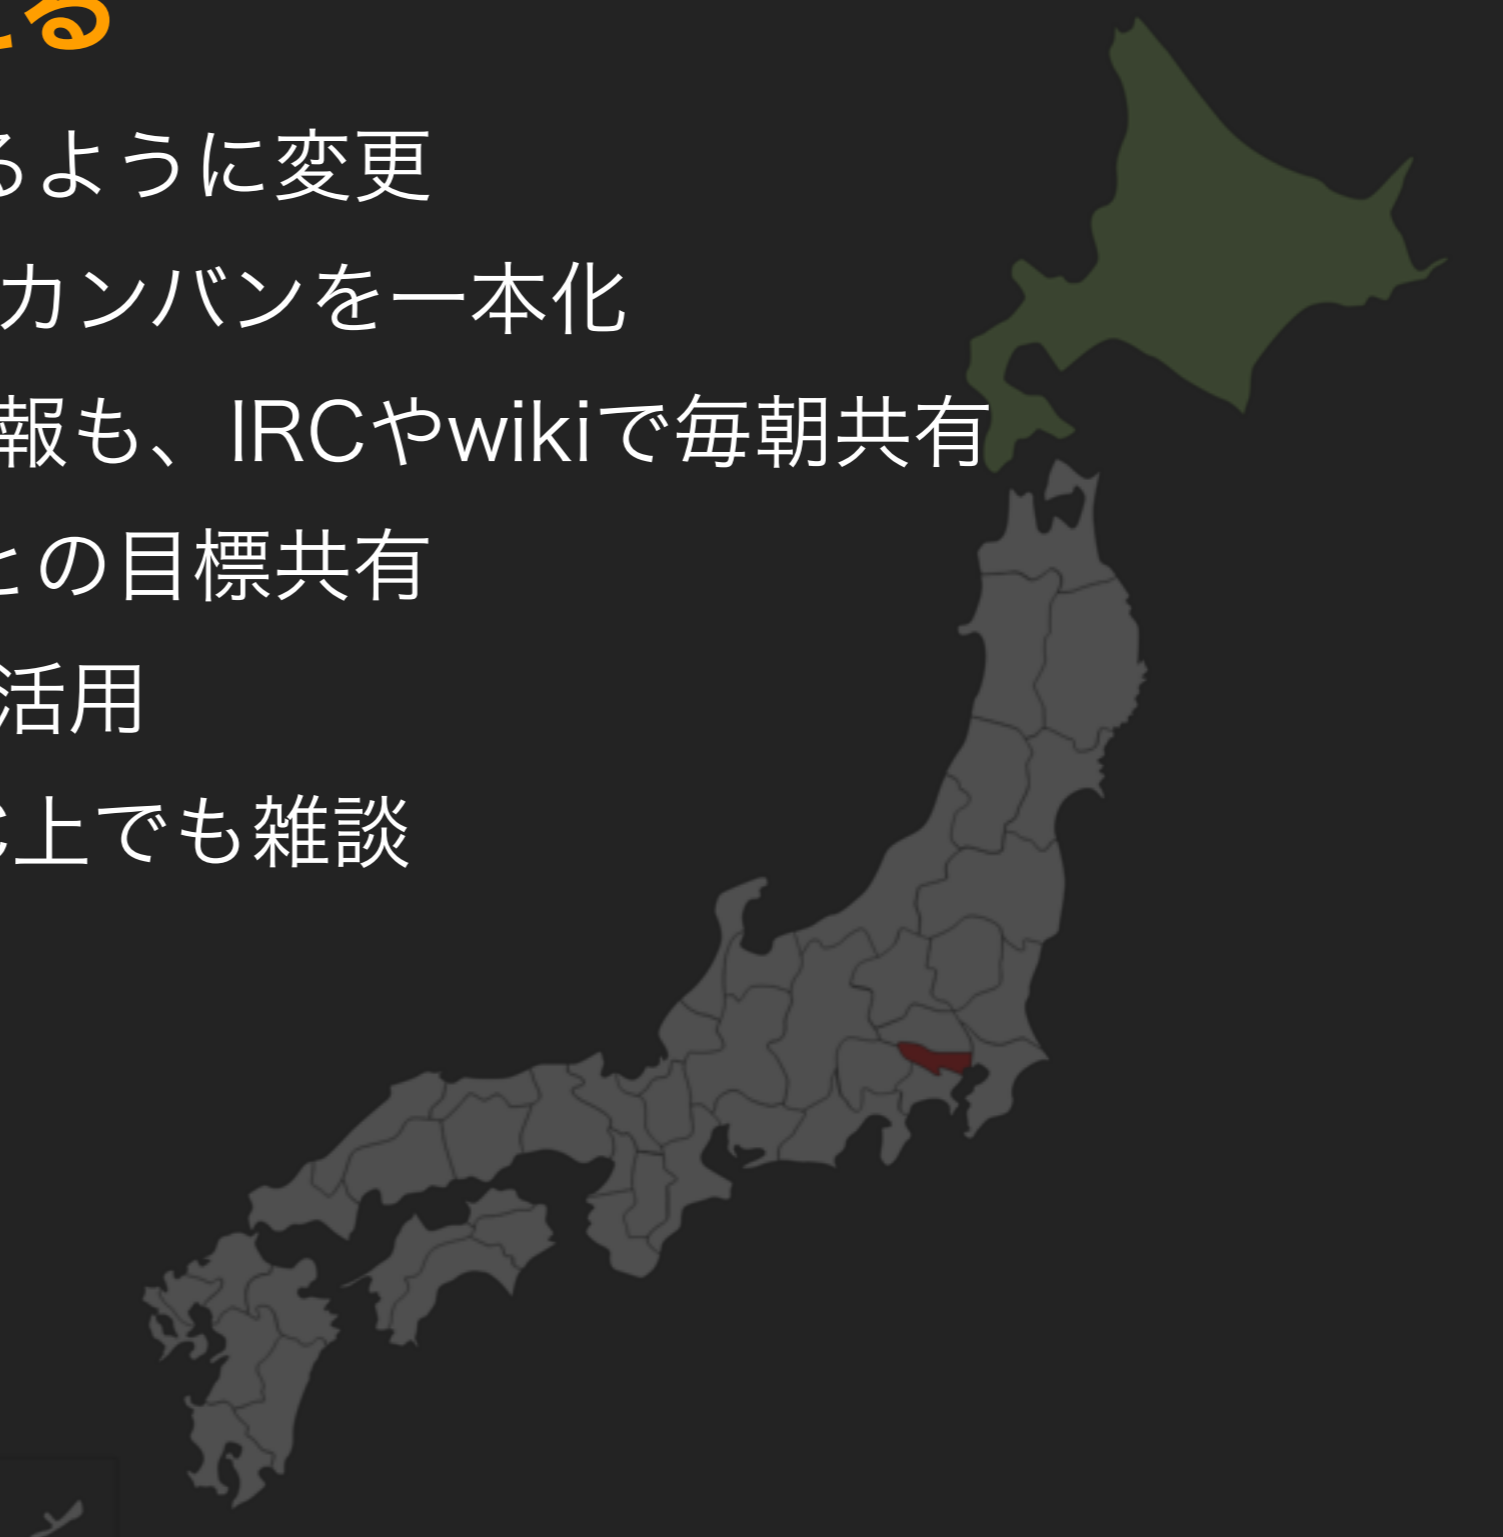 る
るように変更
カンバンを一本化
報も、IRCやwikiで毎朝共有
との目標共有
活用
上でも雑談